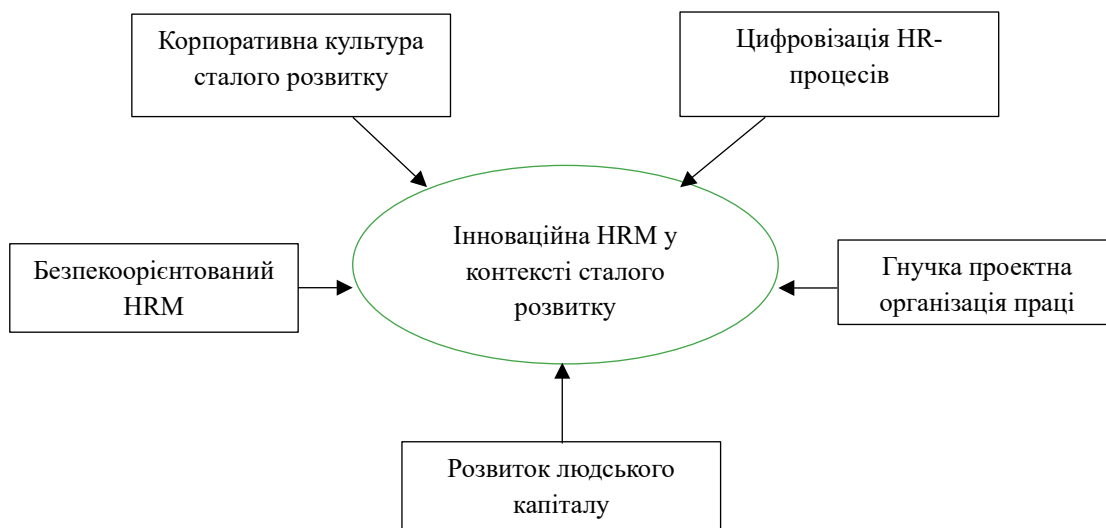 Корпоративна культура
сталого розвитку
Цифровізація HR-
процесів
Інноваційна HRM у
контексті сталого
розвитку
Безпекоорієнтований
HRM
Гнучка проектна
організація праці
Розвиток людського
капіталу